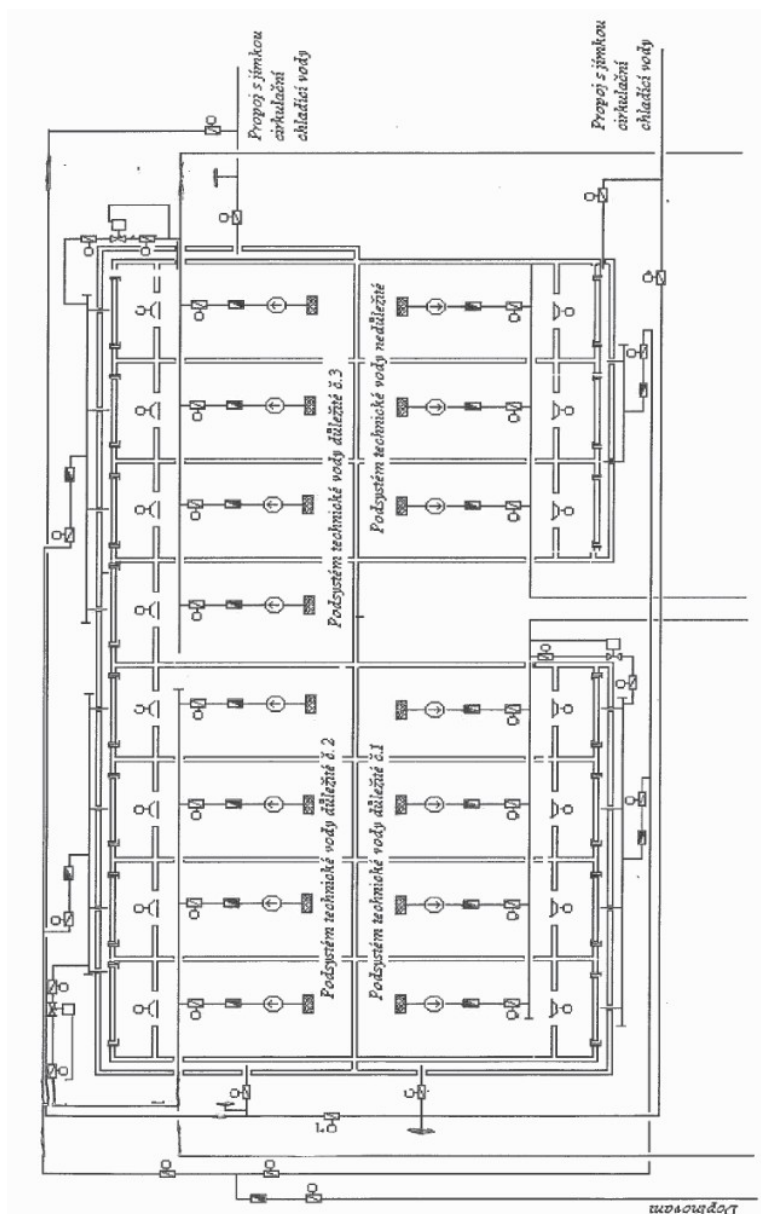 Propoj s jímkou
cirkulační
chladící vody
Propoj s jímkou
cirkulační
chladící vody
Podsystém technické vody důležité č.3
Podsystém technické vody nedůležité
Podsystém technické vody důležité č.2
Podsystém technické vody důležité č.1
Doplnovani